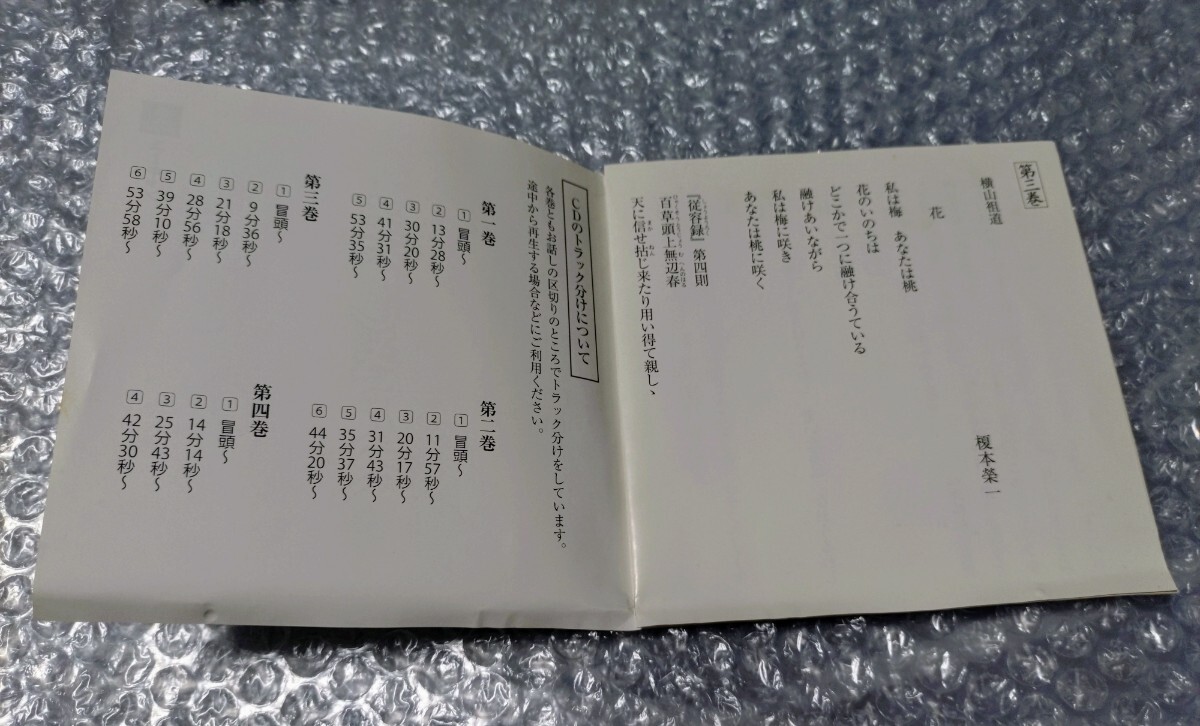 第三巻
横山祖道
花　榎本榮一
私は梅　あなたは桃
花のいのちは
どこかで一つに融け合うている
融けあいながら
私は梅に咲き
あなたは桃に咲く
『従容録』第四則
百草頭上無辺春
手に信せ拈し来たり用い得て親し、
CDのトラック分けについて
各巻ともお話しの区切りのところでトラック分けをしています。
途中から再生する場合などにご利用ください。
第一巻
1 冒頭～
2 13分28秒～
3 30分20秒～
4 41分31秒～
5 53分35秒～
第二巻
1 冒頭～
2 11分57秒～
3 20分17秒～
4 31分43秒～
5 35分37秒～
6 44分20秒～
第三巻
1 冒頭～
2 9分36秒～
3 21分18秒～
4 28分56秒～
5 39分10秒～
6 53分58秒～
第四巻
1 冒頭～
2 14分14秒～
3 25分43秒～
4 42分30秒～